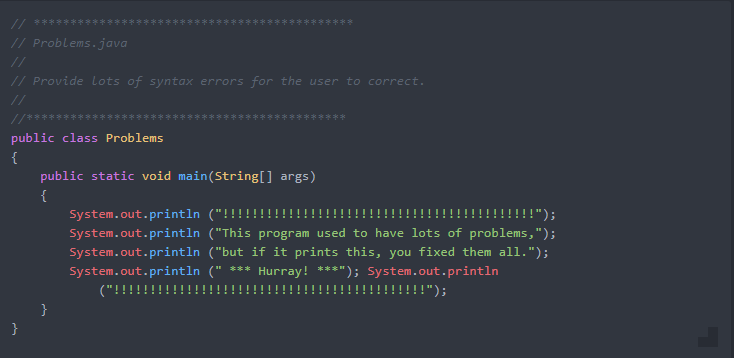 // ********************************************
// Problems.java
//
// Provide lots of syntax errors for the user to correct.
//
//********************************************
public class Problems
{
    public static void main(String[] args)
    {
        System.out.println ("!!!!!!!!!!!!!!!!!!!!!!!!!!!!!!!!!!!!!!!!!!!");
        System.out.println ("This program used to have lots of problems,");
        System.out.println ("but if it prints this, you fixed them all.");
        System.out.println (" *** Hurray! ***"); System.out.println
            ("!!!!!!!!!!!!!!!!!!!!!!!!!!!!!!!!!!!!!!!!!!!");
    }
}